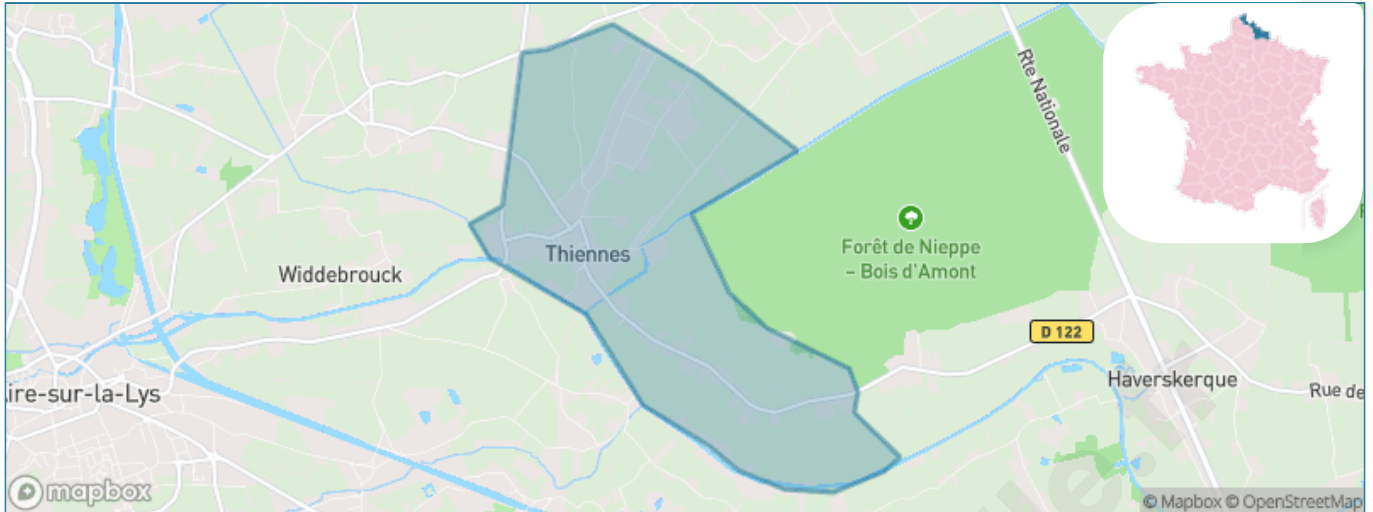 Rte Nationale
Forêt de Nieppe
– Bois d'Amont
Thiennes
Widdebrouck
D 122
Haverskerque
Rue de
ire-sur-la-Lys
mapbox
© Mapbox © OpenStreetMap